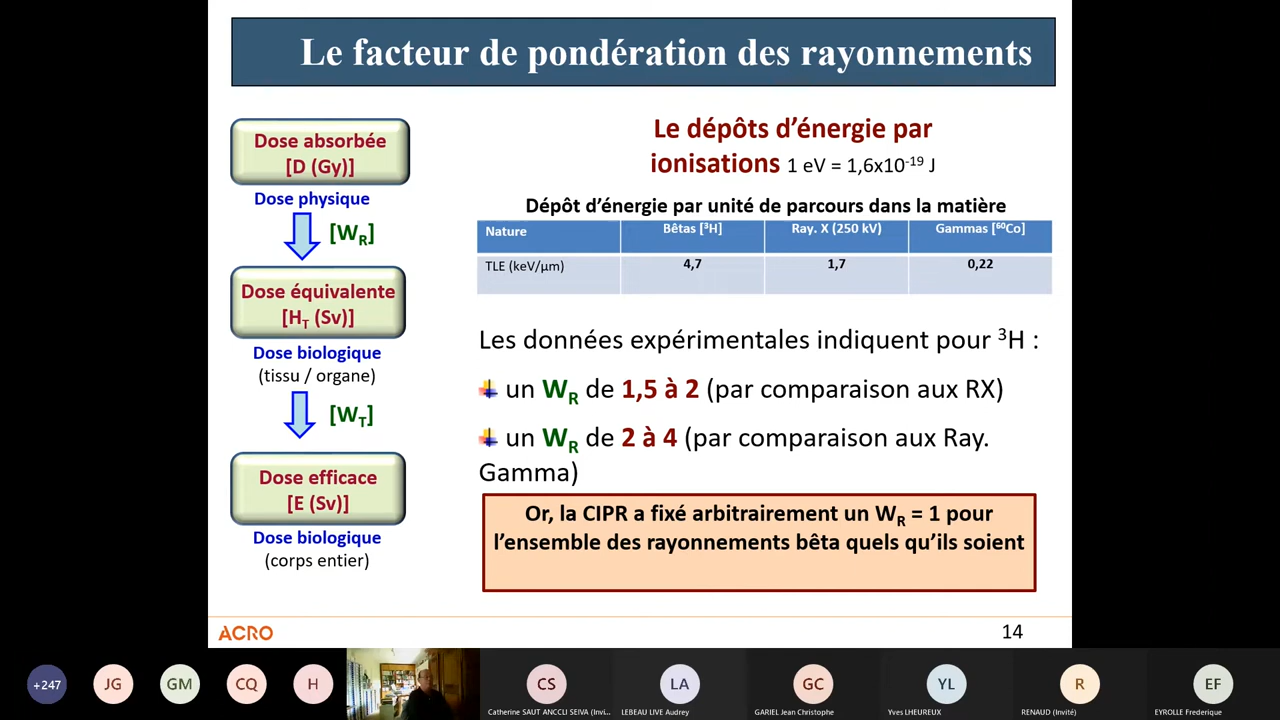 Le facteur de pondération des rayonnements
Dose absorbée
[D (Gy)]
Dose physique
[WR]
Dose équivalente
[HT (Sv)]
Dose biologique
(tissu / organe)
[WT]
Dose efficace
[E (Sv)]
Dose biologique
(corps entier)
Le dépôts d’énergie par
ionisations 1 eV = 1,6x10-19 J
Dépôt d’énergie par unité de parcours dans la matière
Nature Bêtas [3H] Ray. X (250 kV) Gammas [60Co]
TLE (keV/µm) 4,7 1,7 0,22
Les données expérimentales indiquent pour 3H :
un WR de 1,5 à 2 (par comparaison aux RX)
un WR de 2 à 4 (par comparaison aux Ray.
Gamma)
Or, la CIPR a fixé arbitrairement un WR = 1 pour
l’ensemble des rayonnements bêta quels qu’ils soient
ACRO
14
+247 JG GM CQ H CS LA GC YL R EF
Catherine SAUT ANCCLI SEIVA (Invi... LEBEAU LIVE Audrey GARIEL Jean Christophe Yves LHEUREUX RENAUD (Invité) EYROLLE Frederique